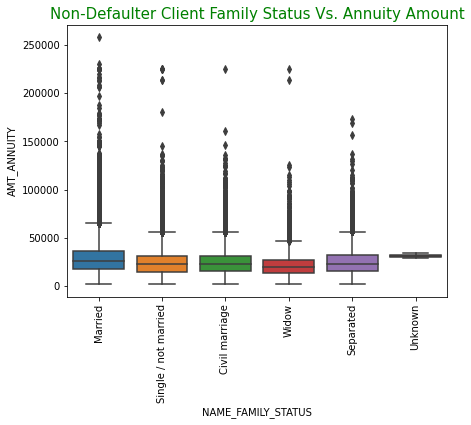 Non-Defaulter Client Family Status Vs. Annuity Amount
250000
200000
150000
100000
50000
0
AMT_ANNUITY
Married
Single / not married
Civil marriage
Widow
Separated
Unknown
NAME_FAMILY_STATUS